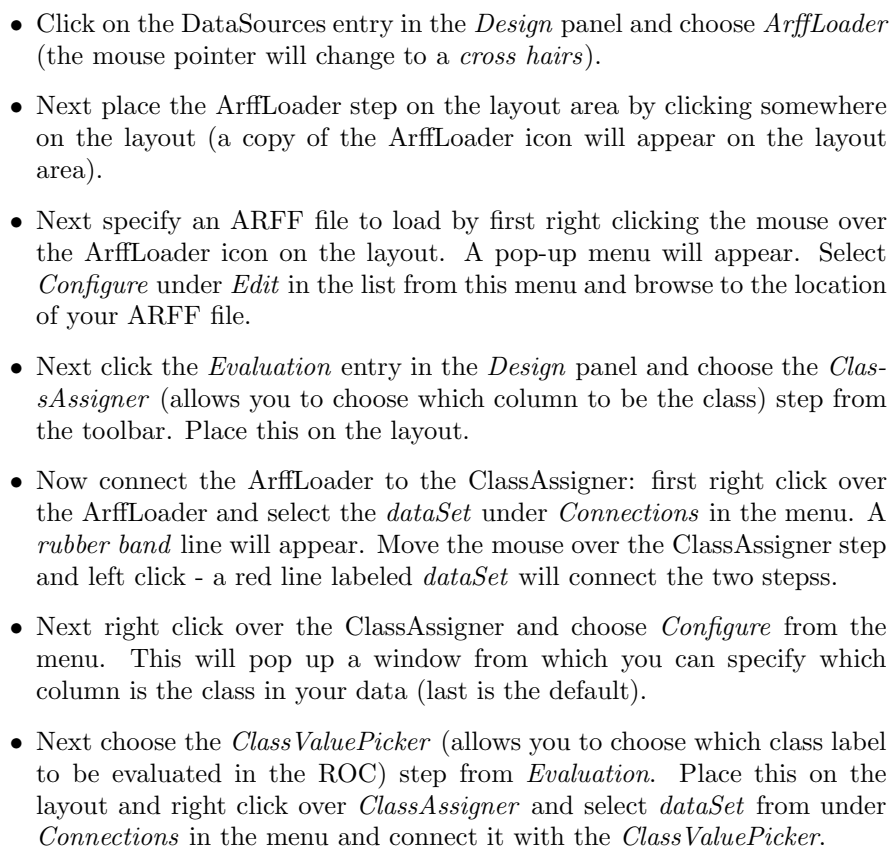 • Click on the DataSources entry in the Design panel and choose ArffLoader
(the mouse pointer will change to a cross hairs).
• Next place the ArffLoader step on the layout area by clicking somewhere
on the layout (a copy of the ArffLoader icon will appear on the layout
area).
• Next specify an ARFF file to load by first right clicking the mouse over
the ArffLoader icon on the layout. A pop-up menu will appear. Select
Configure under Edit in the list from this menu and browse to the location
of your ARFF file.
• Next click the Evaluation entry in the Design panel and choose the Clas-
sAssigner (allows you to choose which column to be the class) step from
the toolbar. Place this on the layout.
• Now connect the ArffLoader to the ClassAssigner: first right click over
the ArffLoader and select the dataSet under Connections in the menu. A
rubber band line will appear. Move the mouse over the ClassAssigner step
and left click - a red line labeled dataSet will connect the two stepss.
• Next right click over the ClassAssigner and choose Configure from the
menu. This will pop up a window from which you can specify which
column is the class in your data (last is the default).
• Next choose the ClassValuePicker (allows you to choose which class label
to be evaluated in the ROC) step from Evaluation. Place this on the
layout and right click over ClassAssigner and select dataSet from under
Connections in the menu and connect it with the ClassValuePicker.